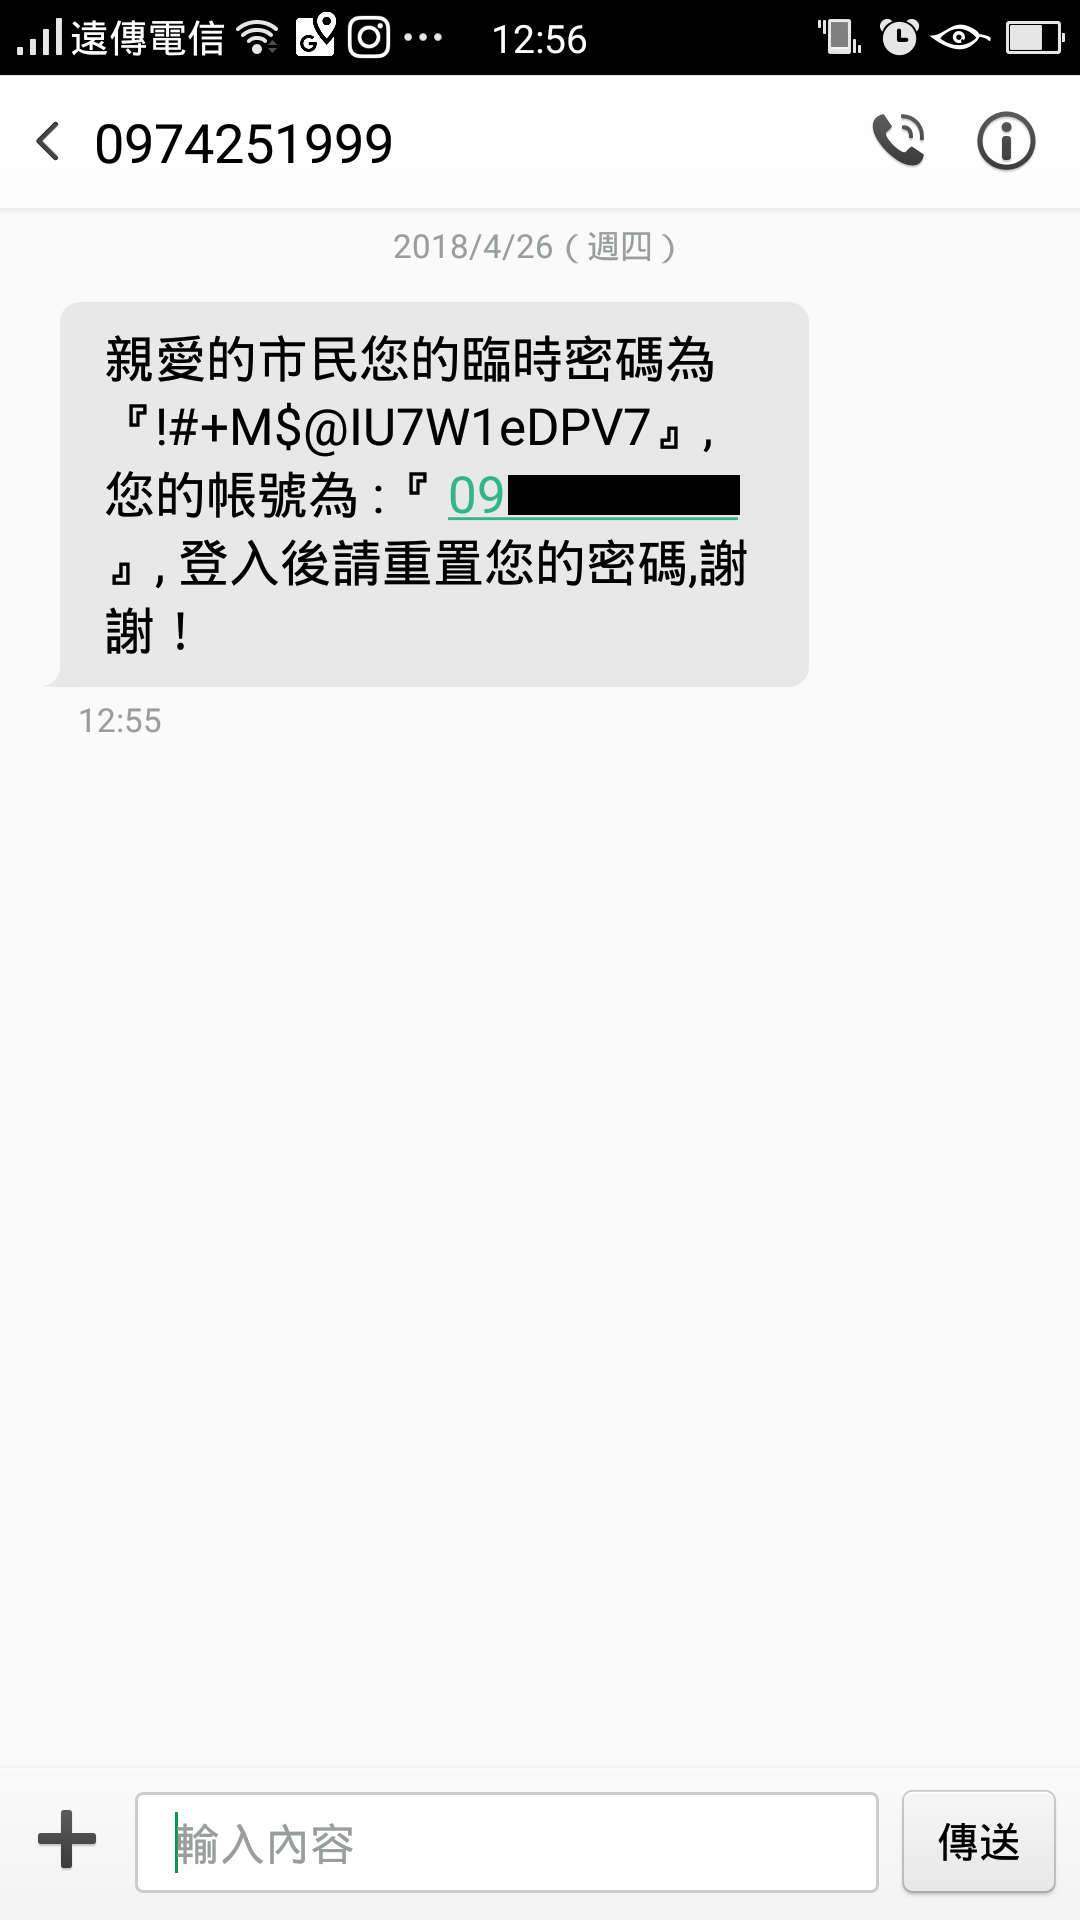 遠傳電信 12:56
0974251999
2018/4/26（週四）
親愛的市民您的臨時密碼為
『!#+M$@IU7W1eDPV7』,
您的帳號為:『09
』, 登入後請重置您的密碼,謝
謝！
12:55
輸入內容
傳送